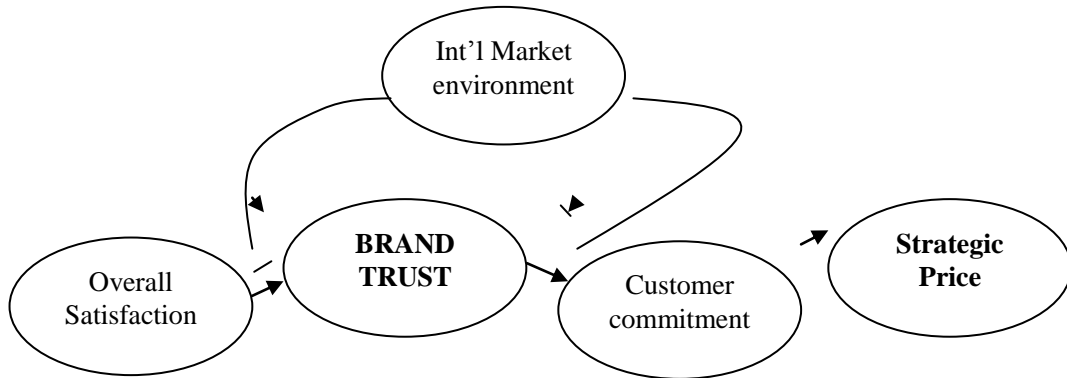 Int’l Market
environment
BRAND
TRUST
Overall
Satisfaction
Customer
commitment
Strategic
Price